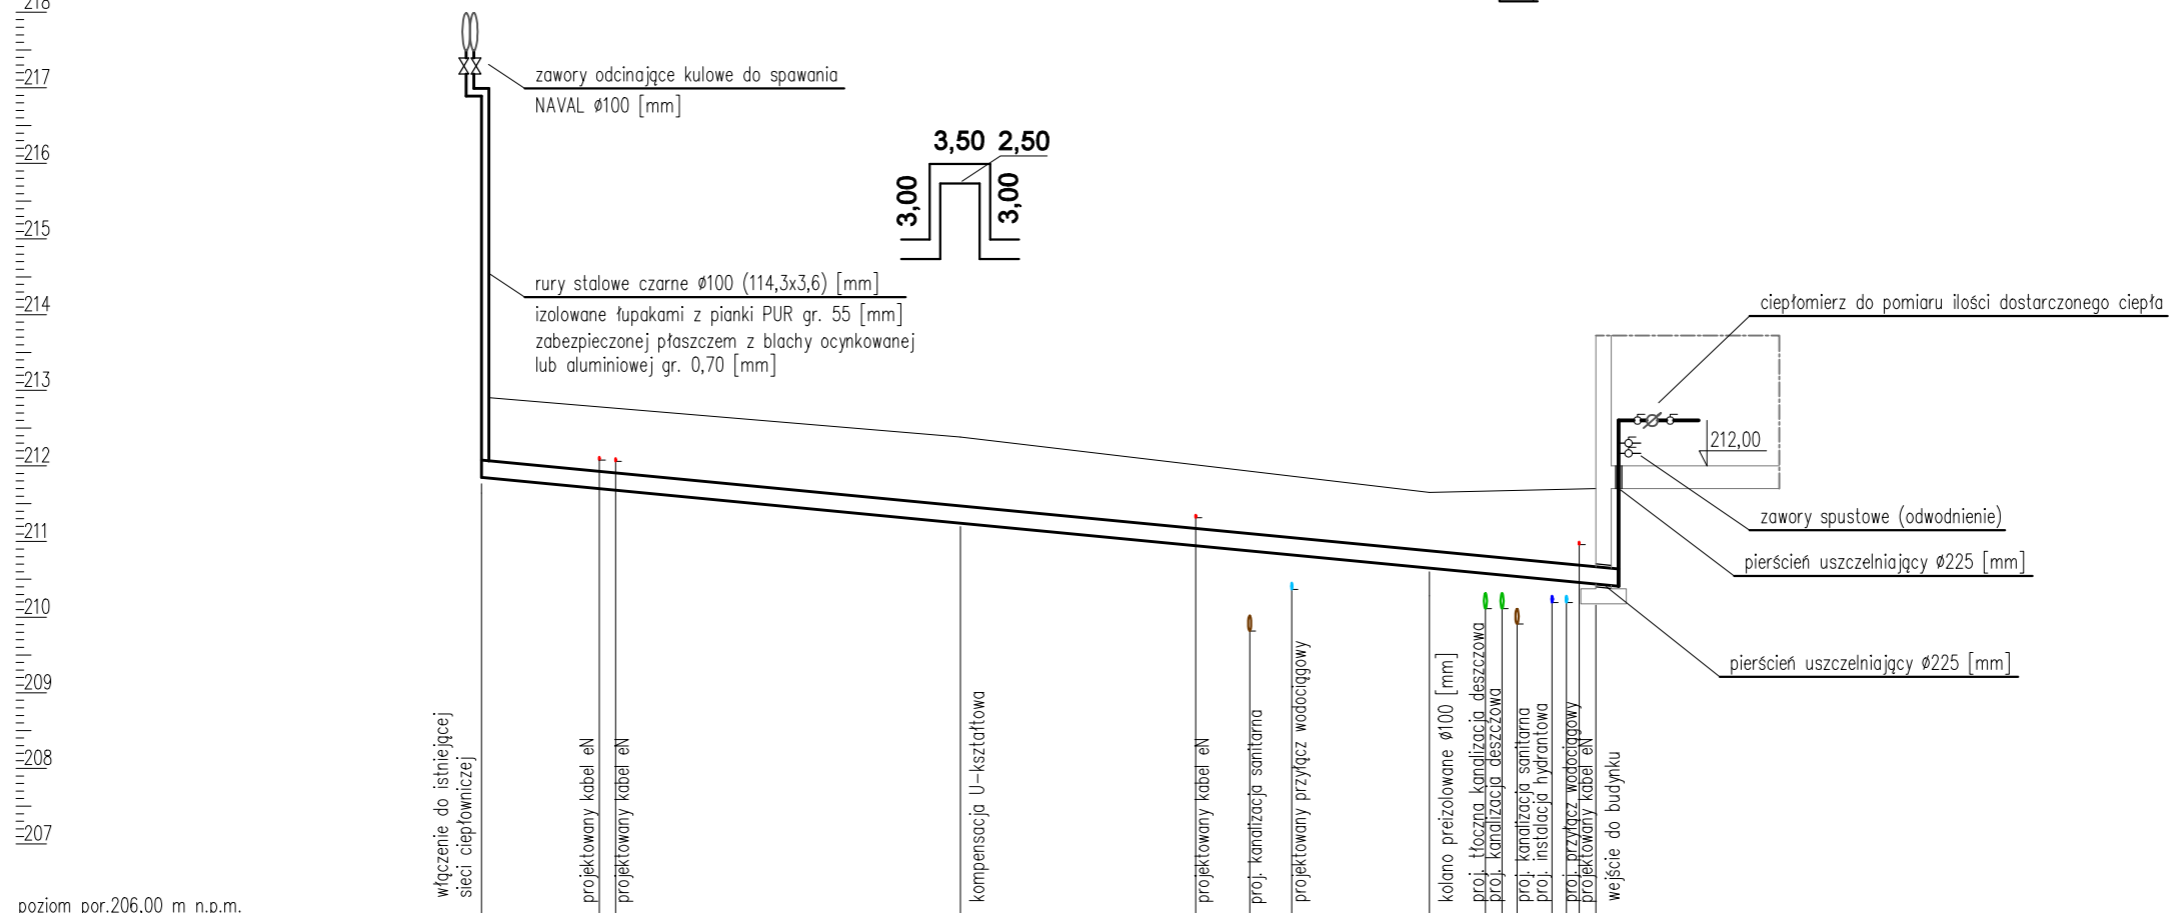 218
217
216
215
214
213
212
211
210
209
208
207
poziom por.206,00 m n.p.m.
zawory odcinające kulowe do spawania
NAVAL ø100 [mm]
3,50 2,50
3,00
3,00
rury stalowe czarne ø100 (114,3x3,6) [mm]
izolowane łupakami z pianki PUR gr. 55 [mm]
zabezpieczonej płaszczem z blachy ocynkowanej
lub aluminiowej gr. 0,70 [mm]
ciepłomierz do pomiaru ilości dostarczonego ciepła
212,00
zawory spustowe (odwodnienie)
pierścień uszczelniający ø225 [mm]
pierścień uszczelniający ø225 [mm]
włączenie do istniejącej
sieci ciepłowniczej
projektowany kabel eN
projektowany kabel eN
kompensacja U-kształtowa
projektowany kabel eN
proj. kanalizacja sanitarna
projektowany przyłącz wodociągowy
kolano preizolowane ø100 [mm]
proj. tłoczna kanalizacja deszczowa
proj. kanalizacja deszczowa
proj. kanalizacja sanitarna
proj. instalacja hydrantowa
proj. przyłącz wodociągowy
projektowany kabel eN
wejście do budynku